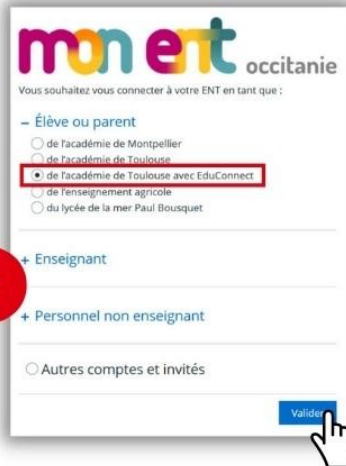 mon ent occitanie
Vous souhaitez vous connecter à votre ENT en tant que :
– Élève ou parent
de l'académie de Montpellier
de l'académie de Toulouse
de l'académie de Toulouse avec EduConnect
de l'enseignement agricole
du lycée de la mer Paul Bousquet
+ Enseignant
+ Personnel non enseignant
Autres comptes et invités
Valider